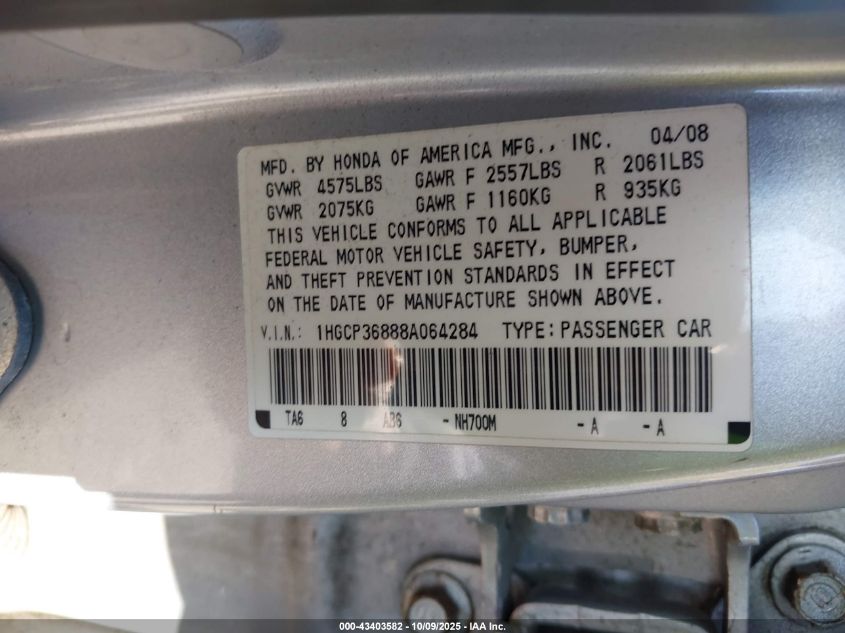 MFD. BY HONDA OF AMERICA MFG., INC. 04/08
GVWR 4575LBS GAWR F 2557LBS R 2061LBS
GVWR 2075KG GAWR F 1160KG R 935KG
THIS VEHICLE CONFORMS TO ALL APPLICABLE
FEDERAL MOTOR VEHICLE SAFETY, BUMPER,
AND THEFT PREVENTION STANDARDS IN EFFECT
ON THE DATE OF MANUFACTURE SHOWN ABOVE.
V.I.N.: 1HGCP36888A064284 TYPE: PASSENGER CAR
TA6 8 AB6 - NH700M - A - A
000-43403582 - 10/09/2025 - IAA Inc.